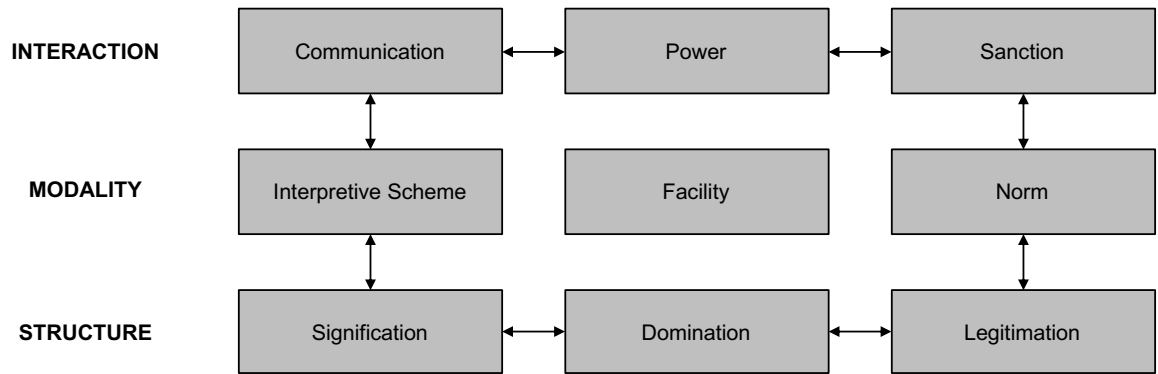 INTERACTION Communication Power Sanction
MODALITY Interpretive Scheme Facility Norm
STRUCTURE Signification Domination Legitimation